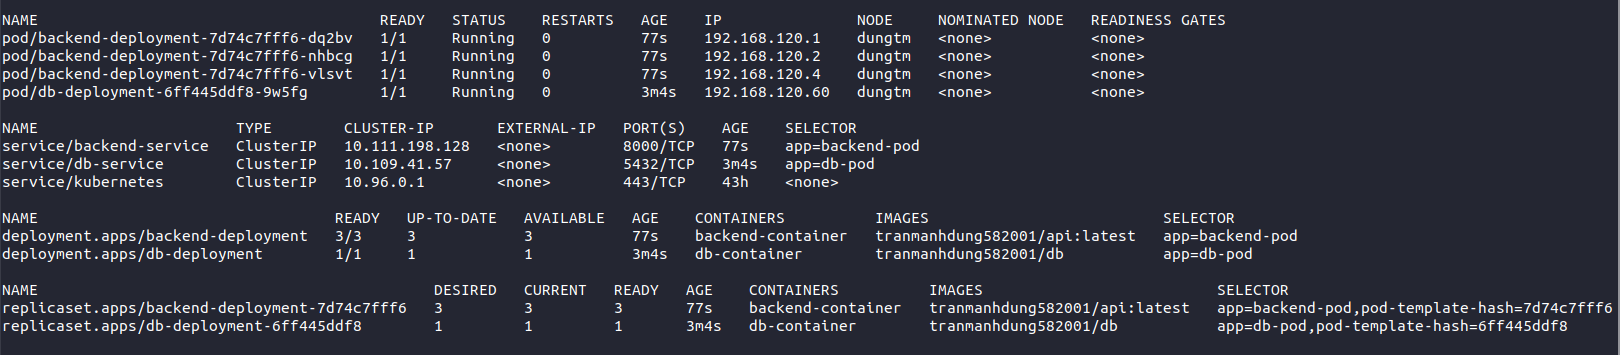 NAME READY STATUS RESTARTS AGE IP NODE NOMINATED NODE READINESS GATES
pod/backend-deployment-7d74c7fff6-dq2bv 1/1 Running 0 77s 192.168.120.1 dungtm <none> <none>
pod/backend-deployment-7d74c7fff6-nhbcg 1/1 Running 0 77s 192.168.120.2 dungtm <none> <none>
pod/backend-deployment-7d74c7fff6-vlsvt 1/1 Running 0 77s 192.168.120.4 dungtm <none> <none>
pod/db-deployment-6ff445ddf8-9w5fg 1/1 Running 0 3m4s 192.168.120.60 dungtm <none> <none>
NAME TYPE CLUSTER-IP EXTERNAL-IP PORT(S) AGE SELECTOR
service/backend-service ClusterIP 10.111.198.128 <none> 8000/TCP 77s app=backend-pod
service/db-service ClusterIP 10.109.41.57 <none> 5432/TCP 3m4s app=db-pod
service/kubernetes ClusterIP 10.96.0.1 <none> 443/TCP 43h <none>
NAME READY UP-TO-DATE AVAILABLE AGE CONTAINERS IMAGES SELECTOR
deployment.apps/backend-deployment 3/3 3 3 77s backend-container tranmanhdung582001/api:latest app=backend-pod
deployment.apps/db-deployment 1/1 1 1 3m4s db-container tranmanhdung582001/db app=db-pod
NAME DESIRED CURRENT READY AGE CONTAINERS IMAGES SELECTOR
replicaset.apps/backend-deployment-7d74c7fff6 3 3 3 77s backend-container tranmanhdung582001/api:latest app=backend-pod,pod-template-hash=7d74c7fff6
replicaset.apps/db-deployment-6ff445ddf8 1 1 1 3m4s db-container tranmanhdung582001/db app=db-pod,pod-template-hash=6ff445ddf8